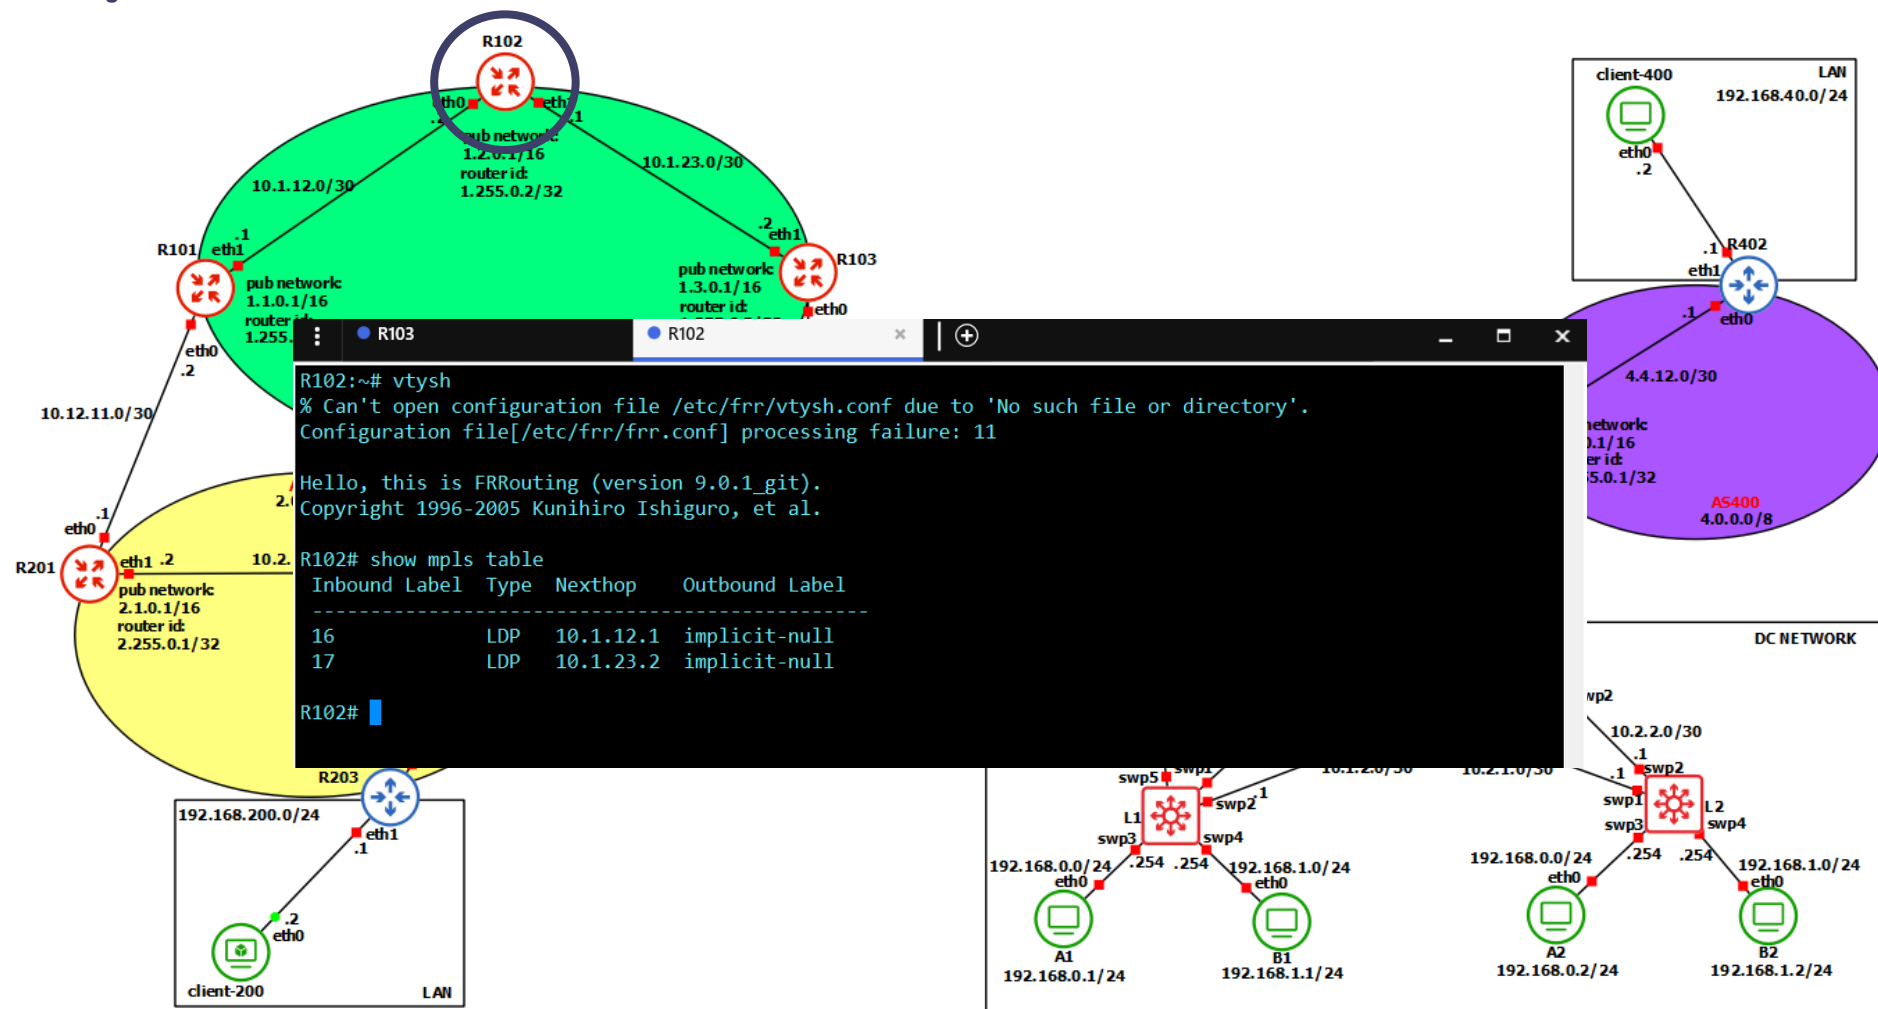 R102
eth0
.1
pub network:
1.2.0.1/16
router id:
1.255.0.2/32
10.1.12.0/30
10.1.23.0/30
.1
R101
eth1
.2
eth1
R103
pub network:
1.1.0.1/16
pub network:
1.3.0.1/16
router id:
eth0
1.255.
eth0
.2
10.12.11.0/30
client-400
LAN
192.168.40.0/24
eth0
.2
.1
R402
eth1
.1
eth0
4.4.12.0/30
AS400
4.0.0.0/8
R103
R102
R102:~# vtysh
% Can't open configuration file /etc/frr/vtysh.conf due to 'No such file or directory'.
Configuration file[/etc/frr/frr.conf] processing failure: 11
Hello, this is FRRouting (version 9.0.1_git).
Copyright 1996-2005 Kunihiro Ishiguro, et al.
R102# show mpls table
Inbound Label Type Nexthop Outbound Label
------------------------------------------------
16 LDP 10.1.12.1 implicit-null
17 LDP 10.1.23.2 implicit-null
R102#
.1
eth0
R201
eth1 .2
10.2.
pub network:
2.1.0.1/16
router id:
2.255.0.1/32
R203
192.168.200.0/24
eth1
.1
.2
eth0
client-200
LAN
DC NETWORK
10.2.2.0/30
.1
swp2
.1
swp1
L2
swp3
swp4
swp5
swp2
.1
L1
swp3
swp4
192.168.0.0/24
.254
.254
192.168.1.0/24
eth0
eth0
A1
192.168.0.1/24
B1
192.168.1.1/24
192.168.0.0/24
.254
.254
192.168.1.0/24
eth0
eth0
A2
192.168.0.2/24
B2
192.168.1.2/24